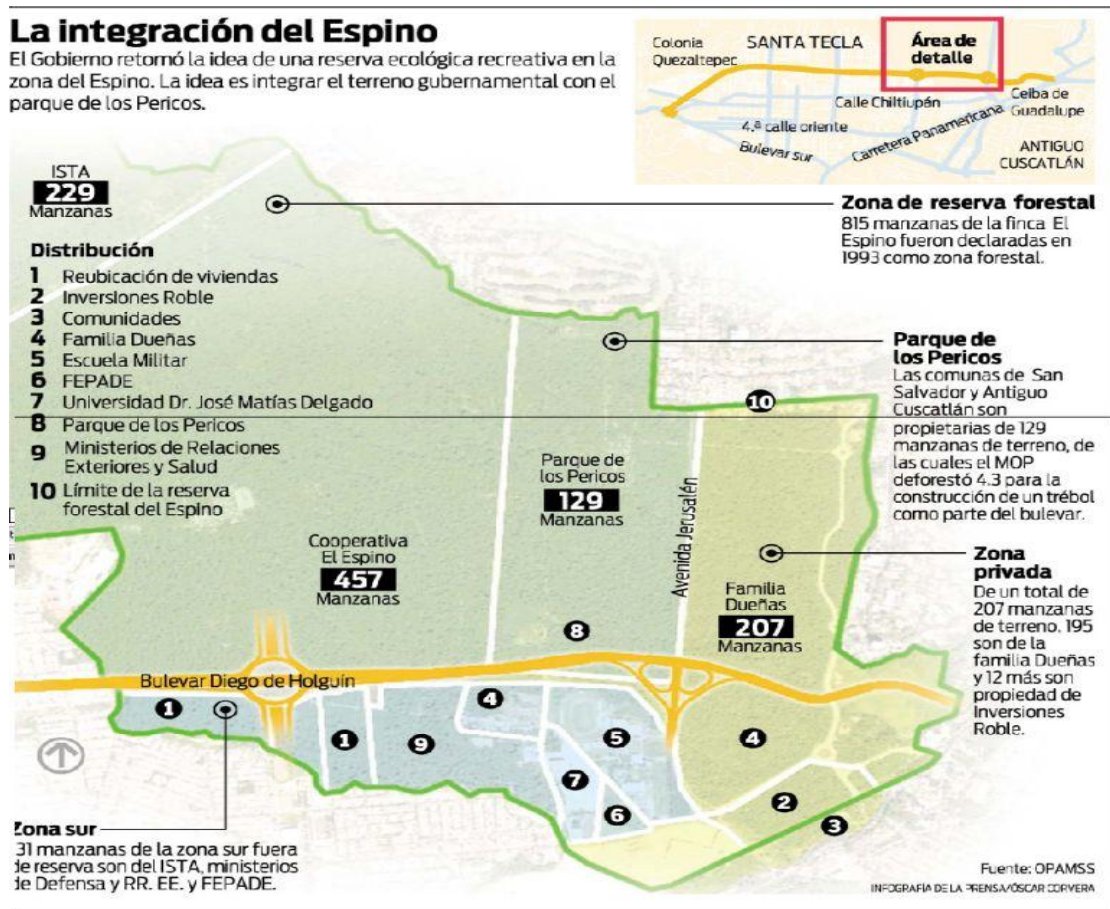 La integración del Espino
El Gobierno retomó la idea de una reserva ecológica recreativa en la
zona del Espino. La idea es integrar el terreno gubernamental con el
parque de los Pericos.
Colonia
Quezaltepec
SANTA TECLA
Área de
detalle
Calle Chiltiupán
Ceiba de
Guadalupe
4.ª calle oriente
Bulevar sur
Carretera Panamericana
ANTIGUO
CUSCATLÁN
ISTA
229
Manzanas
Zona de reserva forestal
815 manzanas de la finca El
Espino fueron declaradas en
1993 como zona forestal.
Distribución
1 Reubicación de viviendas
2 Inversiones Roble
3 Comunidades
4 Familia Dueñas
5 Escuela Militar
6 FEPADE
7 Universidad Dr. José Matías Delgado
8 Parque de los Pericos
9 Ministerios de Relaciones
Exteriores y Salud
10 Límite de la reserva
forestal del Espino
Parque de
los Pericos
Las comunas de San
Salvador y Antiguo
Cuscatlán son
propietarias de 129
manzanas de terreno, de
las cuales el MOP
deforestó 4.3 para la
construcción de un trébol
como parte del bulevar.
10
Parque de
los Pericos
129
Manzanas
Avenida Jerusalén
Cooperativa
El Espino
457
Manzanas
Familia
Dueñas
207
Manzanas
Zona
privada
De un total de
207 manzanas
de terreno, 195
son de la
familia Dueñas
y 12 más son
propiedad de
Inversiones
Roble.
8
Bulevar Diego de Holguín
1
1
9
4
5
7
6
4
2
3
Zona sur
31 manzanas de la zona sur fuera
de reserva son del ISTA, ministerios
de Defensa y RR. EE. y FEPADE.
Fuente: OPAMSS
INFOGRAFÍA DE LA PRENSA/ÓSCAR CORVERA